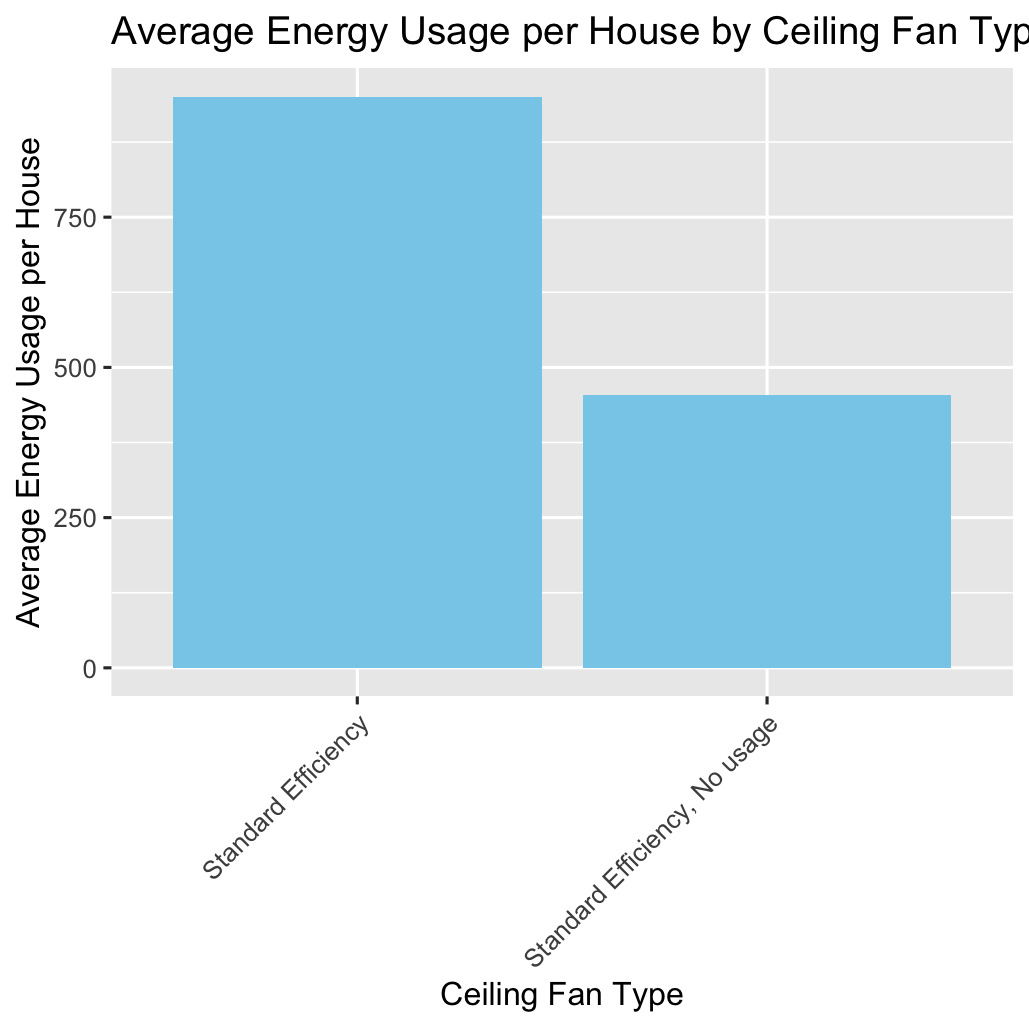 Average Energy Usage per House by Ceiling Fan Typ
Average Energy Usage per House
750
500
250
0
Standard Efficiency
Standard Efficiency, No usage
Ceiling Fan Type